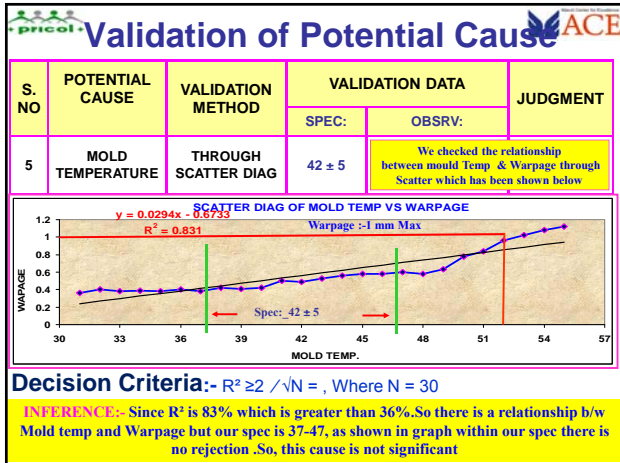 pricol
Validation of Potential Cause
ACE
S. NO
POTENTIAL CAUSE
VALIDATION METHOD
VALIDATION DATA
JUDGMENT
SPEC:
OBSRV:
5
MOLD TEMPERATURE
THROUGH SCATTER DIAG
42 ± 5
We checked the relationship
between mould Temp & Warpage through
Scatter which has been shown below
SCATTER DIAG OF MOLD TEMP VS WARPAGE
y = 0.0294x - 0.6733
R² = 0.831
Warpage :-1 mm Max
WAPAGE
1.2
1
0.8
0.6
0.4
0.2
0
Spec:_42 ± 5
30 33 36 39 42 45 48 51 54 57
MOLD TEMP.
Decision Criteria:- R² ≥2 ∕ √N = , Where N = 30
INFERENCE:- Since R² is 83% which is greater than 36%.So there is a relationship b/w
Mold temp and Warpage but our spec is 37-47, as shown in graph within our spec there is
no rejection .So, this cause is not significant